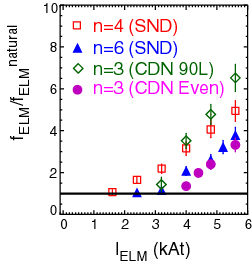 10
8
6
4
2
0
f_ELM/f_ELM^natural
n=4 (SND)
n=6 (SND)
n=3 (CDN 90L)
n=3 (CDN Even)
0 1 2 3 4 5 6
I_ELM (kAt)